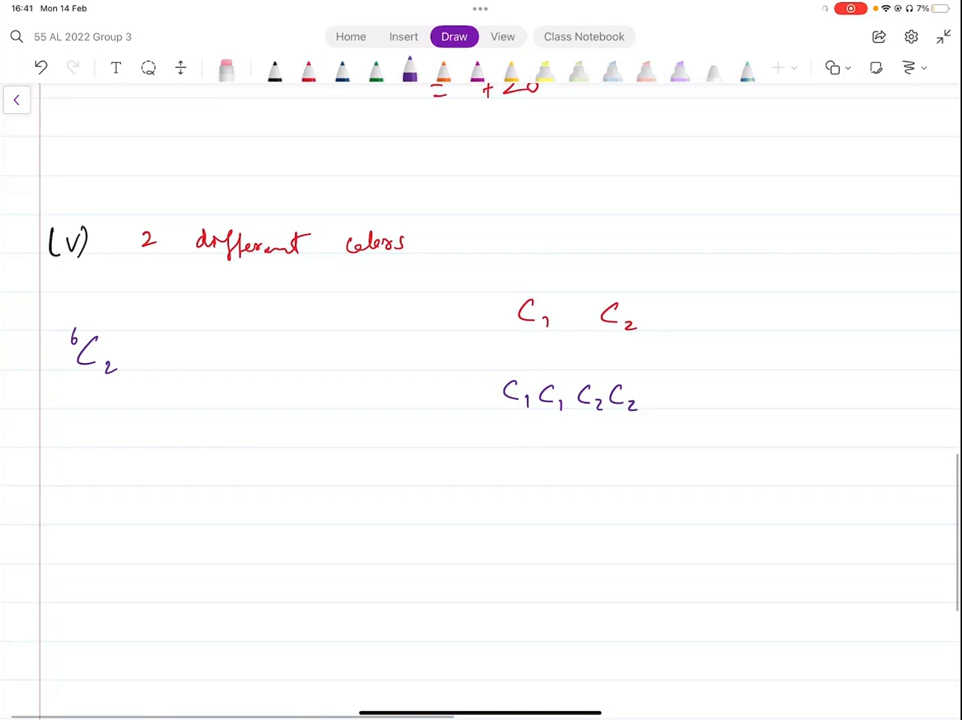 16:41 Mon 14 Feb
7%
55 AL 2022 Group 3
Home Insert Draw View Class Notebook
= +20
(V) 2 different colors
C₁ C₂
⁶C₂
C₁ C₁ C₂ C₂